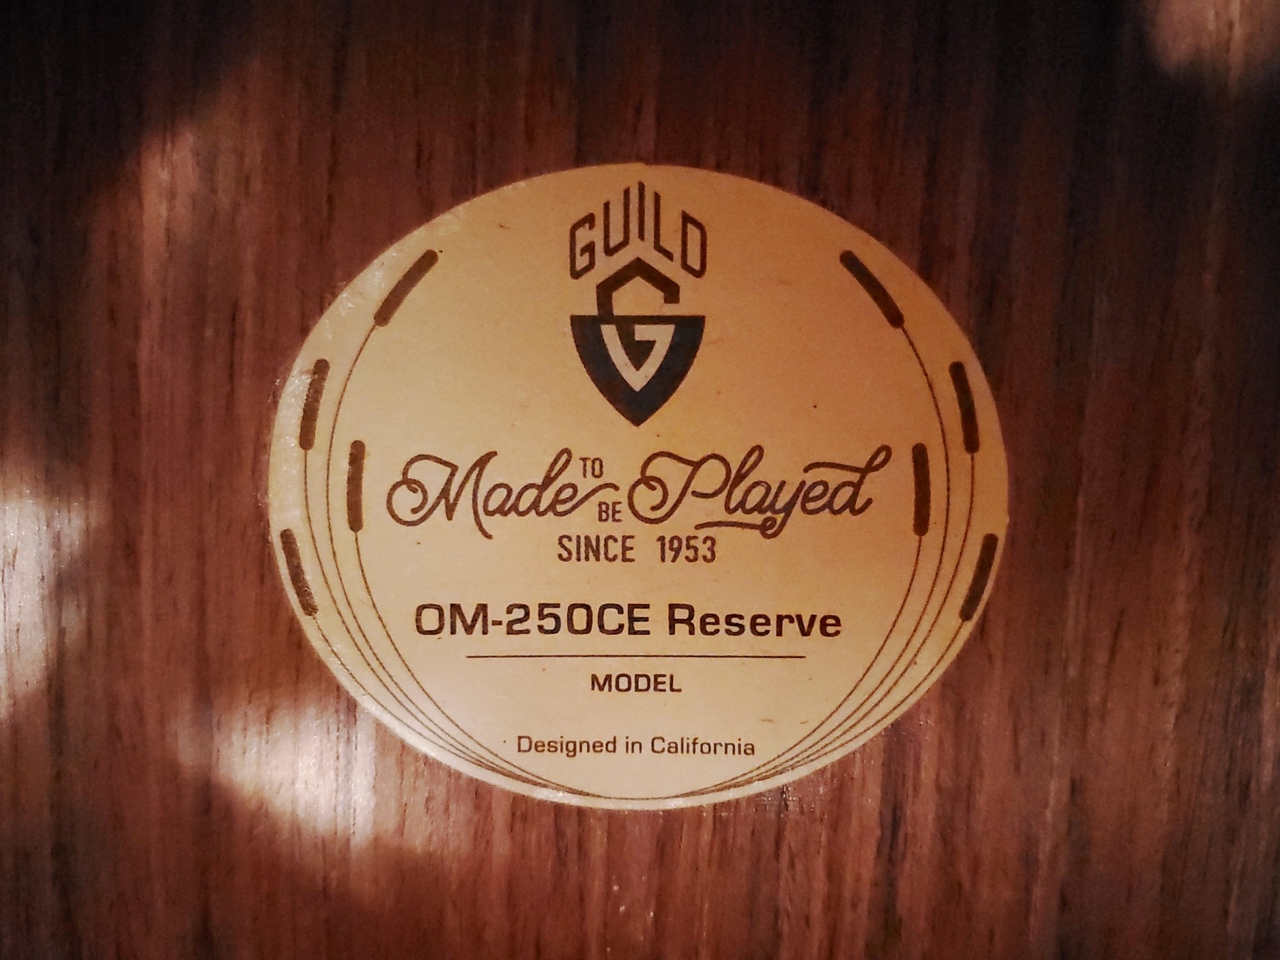 GUILD
G
Made TO BE Played
SINCE 1953
OM-250CE Reserve
MODEL
Designed in California